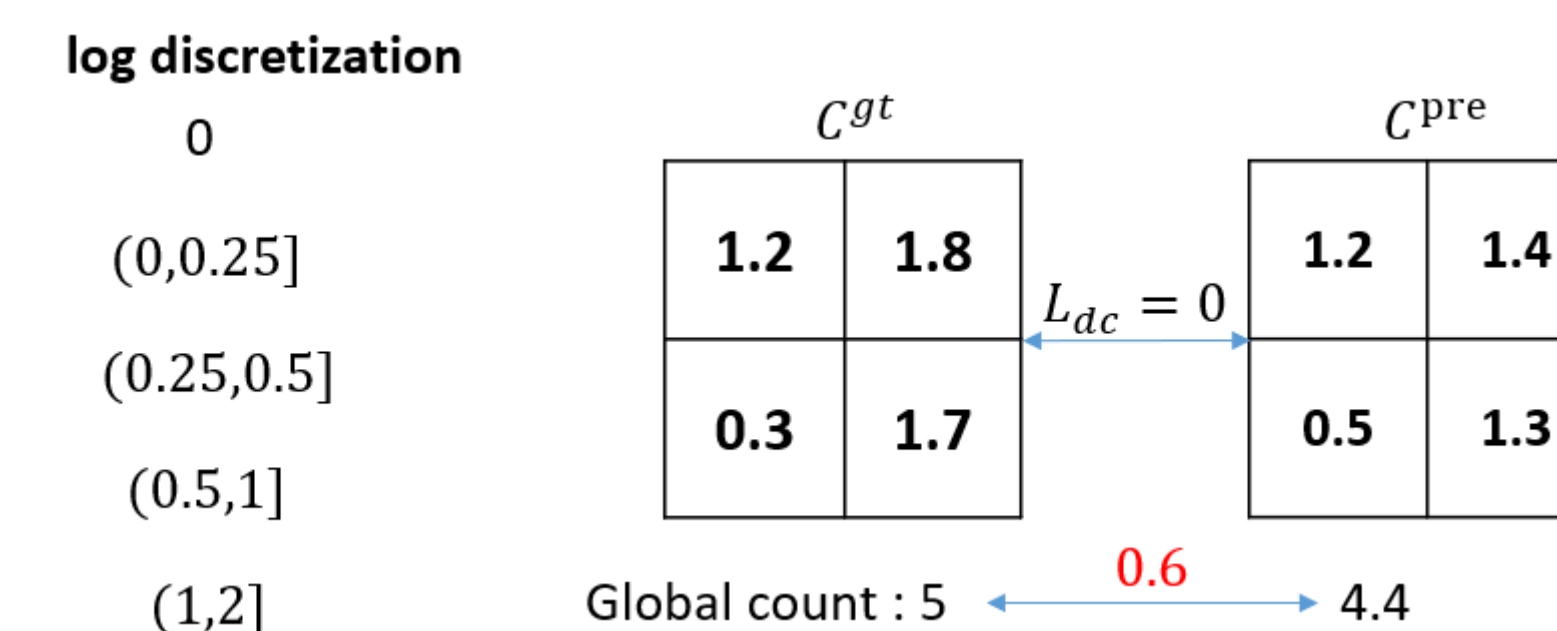 log discretization
0
(0,0.25]
(0.25,0.5]
(0.5,1]
(1,2]
C^{gt}
1.2 1.8
0.3 1.7
L_{dc} = 0
C^{pre}
1.2 1.4
0.5 1.3
0.6
Global count : 5 4.4